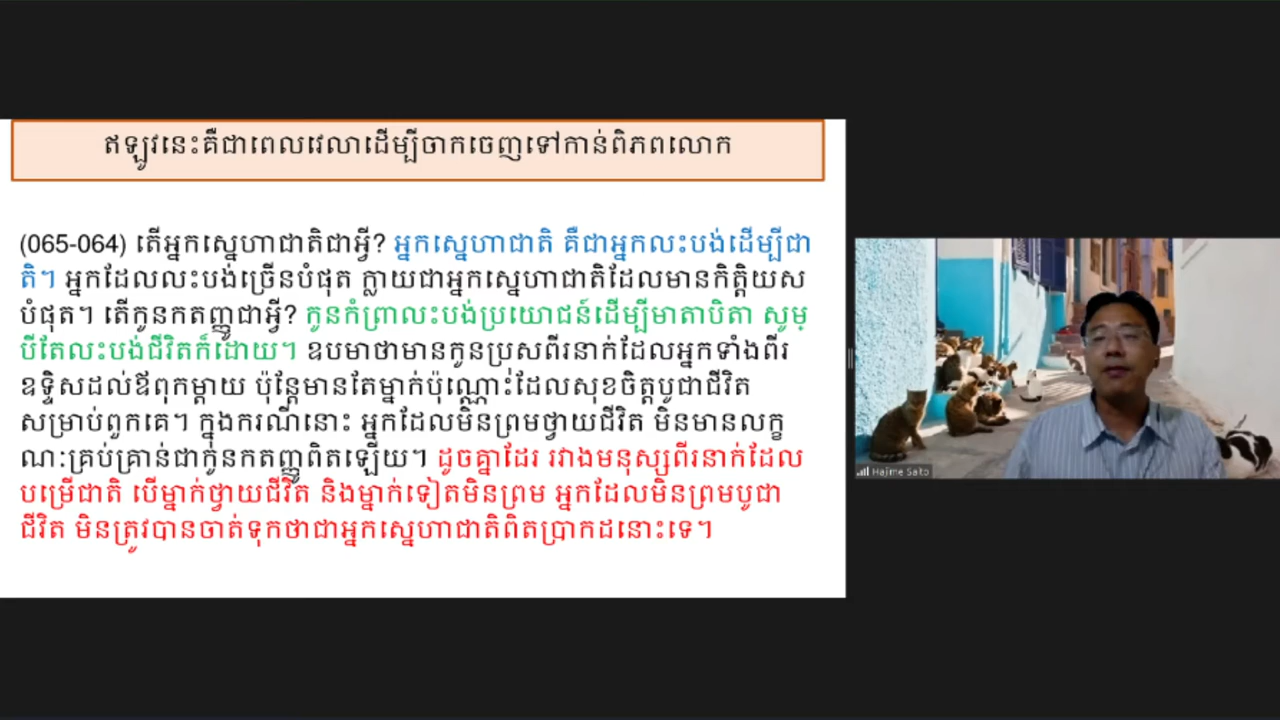 ឥឡូវនេះគឺជាពេលវេលាដើម្បីចាកចេញទៅកាន់ពិភពលោក
(065-064) តើអ្នកស្នេហាជាតិជាអ្វី? អ្នកស្នេហាជាតិ គឺជាអ្នកលះបង់ដើម្បីជា
តិ។ អ្នកដែលលះបង់ច្រើនបំផុត ក្លាយជាអ្នកស្នេហាជាតិដែលមានកិត្តិយស
បំផុត។ តើកូនកតញ្ញូជាអ្វី? កូនកំព្រាលះបង់ប្រយោជន៍ដើម្បីមាតាបិតា សូម្
បីតែលះបង់ជីវិតក៏ដោយ។ ឧបមាថាមានកូនប្រុសពីរនាក់ដែលអ្នកទាំងពីរ
ឧទ្ទិសដល់ឪពុកម្តាយ ប៉ុន្តែមានតែម្នាក់ប៉ុណ្ណោះដែលសុខចិត្តបូជាជីវិត
សម្រាប់ពួកគេ។ ក្នុងករណីនោះ អ្នកដែលមិនព្រមថ្វាយជីវិត មិនមានលក្ខ
ណៈគ្រប់គ្រាន់ជាកូនកតញ្ញូពិតឡើយ។ ដូចគ្នាដែរ រវាងមនុស្សពីរនាក់ដែល
បម្រើជាតិ បើម្នាក់ថ្វាយជីវិត និងម្នាក់ទៀតមិនព្រម អ្នកដែលមិនព្រមបូជា
ជីវិត មិនត្រូវបានចាត់ទុកថាជាអ្នកស្នេហាជាតិពិតប្រាកដនោះទេ។
Hajime Saito